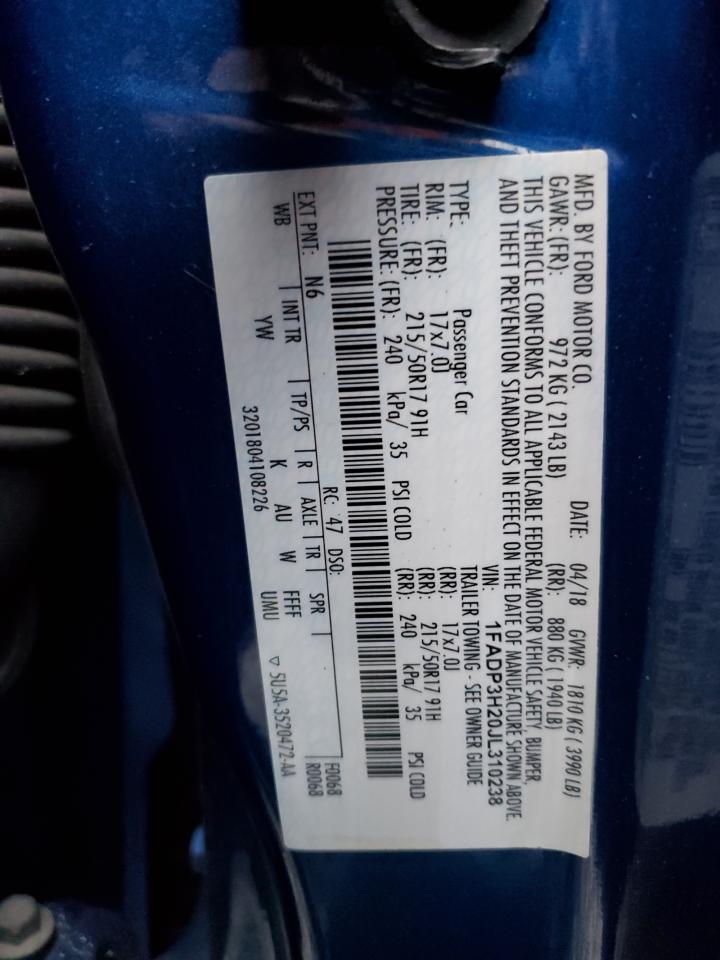 MFD. BY FORD MOTOR CO. DATE: 04/18 GVWR: 1810 KG ( 3990 LB)
GAWR: (FR): 972 KG ( 2143 LB) (RR): 880 KG ( 1940 LB)
THIS VEHICLE CONFORMS TO ALL APPLICABLE FEDERAL MOTOR VEHICLE SAFETY, BUMPER,
AND THEFT PREVENTION STANDARDS IN EFFECT ON THE DATE OF MANUFACTURE SHOWN ABOVE.
VIN: 1FADP3H20JL310238
TYPE: Passenger Car TRAILER TOWING - SEE OWNER GUIDE
RIM: (FR): 17x7.0J (RR): 17x7.0J
TIRE: (FR): 215/50R17 91H (RR): 215/50R17 91H
PRESSURE: (FR): 240 kPa/ 35 PSI COLD (RR): 240 kPa/ 35 PSI COLD
RC: 47 DSO: F0068
EXT PNT: N6 R0068
WB INT TR TP/PS R AXLE TR SPR
YW K AU W FFFF
3201804108226 UMU ▽ 5U5A-3520472-AA